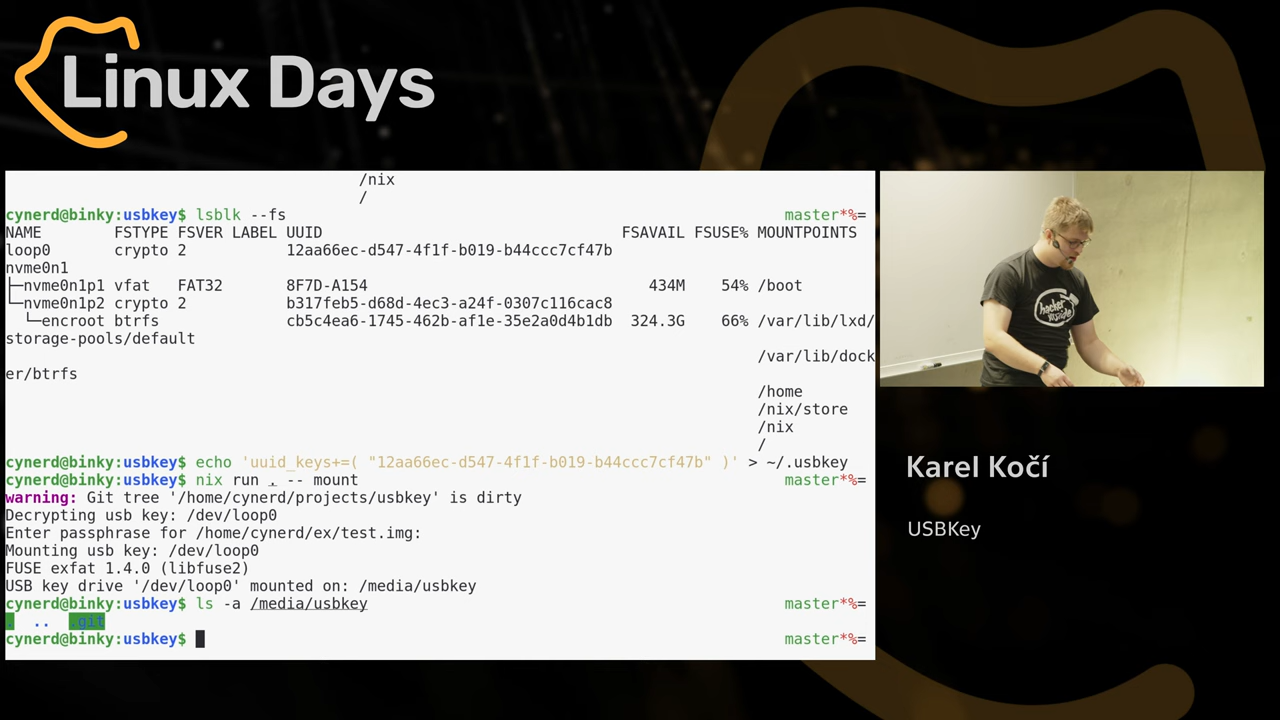 Linux Days
/nix
/
cynerd@binky:usbkey$ lsblk --fs master*%=
NAME FSTYPE FSVER LABEL UUID FSAVAIL FSUSE% MOUNTPOINTS
loop0 crypto 2 12aa66ec-d547-4f1f-b019-b44ccc7cf47b
nvme0n1
├─nvme0n1p1 vfat FAT32 8F7D-A154 434M 54% /boot
└─nvme0n1p2 crypto 2 b317feb5-d68d-4ec3-a24f-0307c116cac8
└─encroot btrfs cb5c4ea6-1745-462b-af1e-35e2a0d4b1db 324.3G 66% /var/lib/lxd/
storage-pools/default
/var/lib/dock
er/btrfs
/home
/nix/store
/nix
/
cynerd@binky:usbkey$ echo 'uuid_keys+=( "12aa66ec-d547-4f1f-b019-b44ccc7cf47b" )' > ~/.usbkey
cynerd@binky:usbkey$ nix run . -- mount master*%=
warning: Git tree '/home/cynerd/projects/usbkey' is dirty
Decrypting usb key: /dev/loop0
Enter passphrase for /home/cynerd/ex/test.img:
Mounting usb key: /dev/loop0
FUSE exfat 1.4.0 (libfuse2)
USB key drive '/dev/loop0' mounted on: /media/usbkey
cynerd@binky:usbkey$ ls -a /media/usbkey master*%=
. .. .git
cynerd@binky:usbkey$ master*%=
hacker
inside
Karel Kočí
USBKey